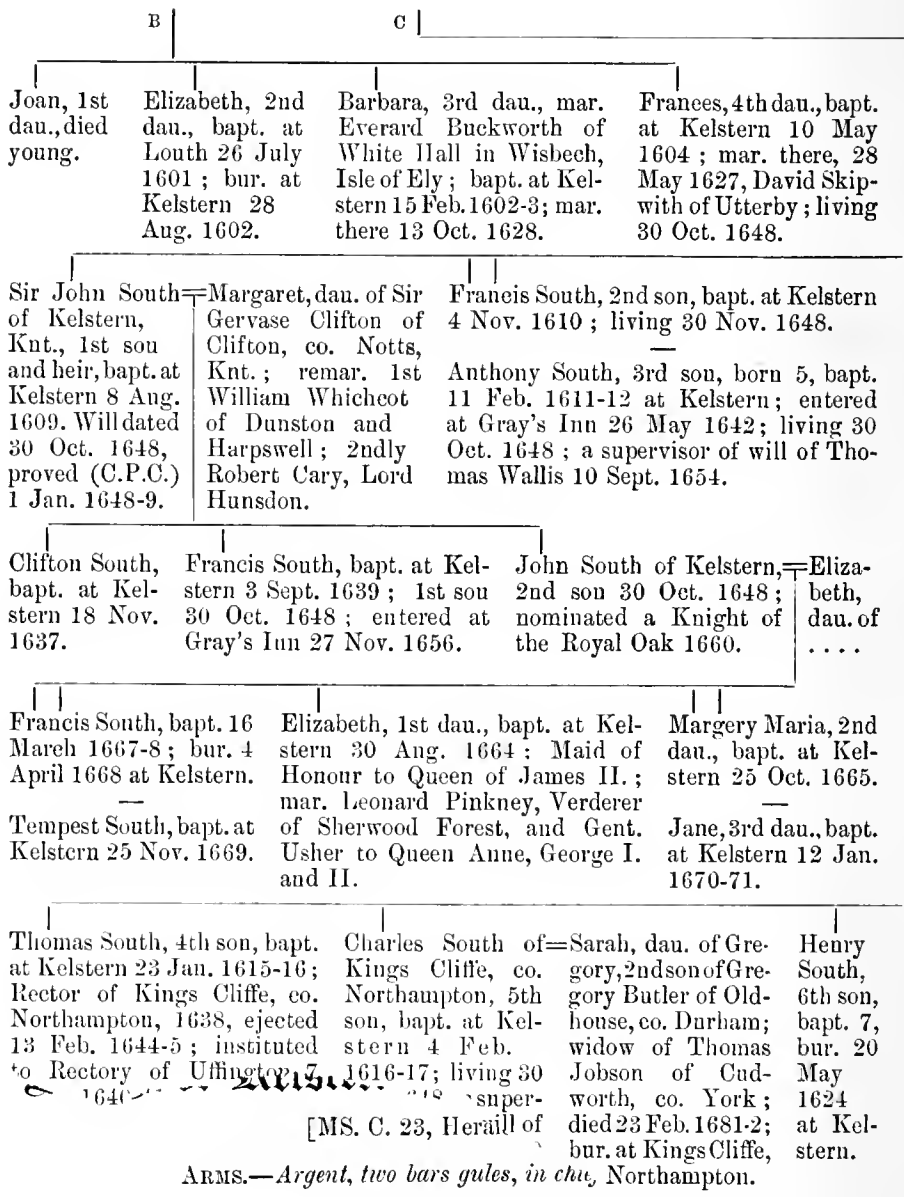 B
C
Joan, 1st
dau., died
young.
Elizabeth, 2nd
dau., bapt. at
Louth 26 July
1601 ; bur. at
Kelstern 28
Aug. 1602.
Barbara, 3rd dau., mar.
Everard Buckworth of
White Hall in Wisbech,
Isle of Ely ; bapt. at Kel-
stern 15 Feb. 1602-3; mar.
there 13 Oct. 1628.
Frances, 4th dau., bapt.
at Kelstern 10 May
1604 ; mar. there, 28
May 1627, David Skip-
with of Utterby ; living
30 Oct. 1648.
Sir John South
of Kelstern,
Knt., 1st son
and heir, bapt. at
Kelstern 8 Aug.
1609. Will dated
30 Oct. 1648,
proved (C.P.C.)
1 Jan. 1648-9.
Margaret, dau. of Sir
Gervase Clifton of
Clifton, co. Notts,
Knt. ; remar. 1st
William Whichcot
of Dunston and
Harpswell ; 2ndly
Robert Cary, Lord
Hunsdon.
Francis South, 2nd son, bapt. at Kelstern
4 Nov. 1610 ; living 30 Nov. 1648.
Anthony South, 3rd son, born 5, bapt.
11 Feb. 1611-12 at Kelstern; entered
at Gray's Inn 26 May 1642; living 30
Oct. 1648 ; a supervisor of will of Tho-
mas Wallis 10 Sept. 1654.
Clifton South,
bapt. at Kel-
stern 18 Nov.
1637.
Francis South, bapt. at Kel-
stern 3 Sept. 1639 ; 1st son
30 Oct. 1648 ; entered at
Gray's Inn 27 Nov. 1656.
John South of Kelstern,
2nd son 30 Oct. 1648 ;
nominated a Knight of
the Royal Oak 1660.
Eliza-
beth,
dau. of
. . . .
Francis South, bapt. 16
March 1667-8 ; bur. 4
April 1668 at Kelstern.
Tempest South, bapt. at
Kelstern 25 Nov. 1669.
Elizabeth, 1st dau., bapt. at Kel-
stern 30 Aug. 1664 ; Maid of
Honour to Queen of James II. ;
mar. Leonard Pinkney, Verderer
of Sherwood Forest, and Gent.
Usher to Queen Anne, George I.
and II.
Margery Maria, 2nd
dau., bapt. at Kel-
stern 25 Oct. 1665.
Jane, 3rd dau., bapt.
at Kelstern 12 Jan.
1670-71.
Thomas South, 4th son, bapt.
at Kelstern 23 Jan. 1615-16;
Rector of Kings Cliffe, co.
Northampton, 1638, ejected
13 Feb. 1644-5 ; instituted
to Rectory of Uffington 7
1646
Charles South of
Kings Cliffe, co.
Northampton, 5th
son, bapt. at Kel-
stern 4 Feb.
1616-17; living 30
super-
[MS. C. 23, Herald of
Sarah, dau. of Gre-
gory, 2nd son of Gre-
gory Butler of Old-
house, co. Durham;
widow of Thomas
Jobson of Cud-
worth, co. York ;
died 23 Feb. 1681-2;
bur. at Kings Cliffe,
Northampton.
Henry
South,
6th son,
bapt. 7,
bur. 20
May
1624
at Kel-
stern.
ARMS.—Argent, two bars gules, in